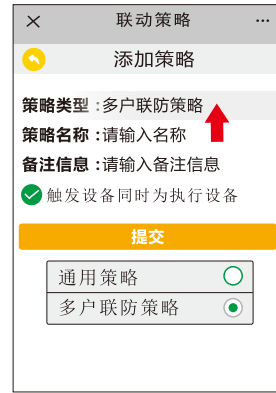 联动策略
添加策略
策略类型 :多户联防策略
策略名称 :请输入名称
备注信息 :请输入备注信息
触发设备同时为执行设备
提交
通用策略
多户联防策略